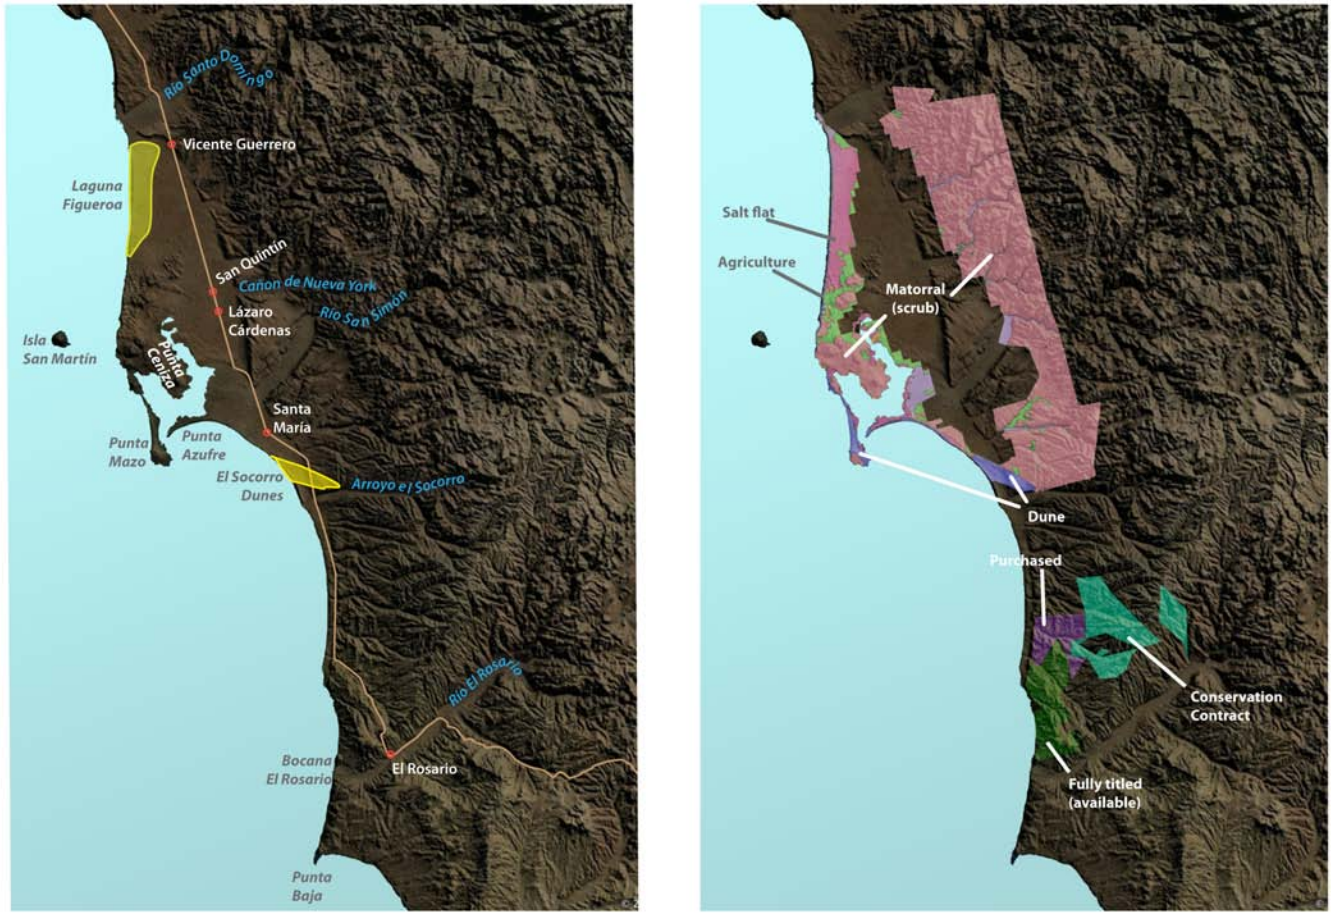 Río Santo Domingo
Vicente Guerrero
Laguna
Figueroa
San Quintín
Cañon de Nueva York
Río San Simón
Lázaro
Cárdenas
Isla
San Martín
Punta
Ceniza
Santa
María
Punta
Mazo
Punta
Azufre
El Socorro
Dunes
Arroyo el Socorro
Río El Rosario
Bocana
El Rosario
El Rosario
Punta
Baja
Salt flat
Agriculture
Matorral
(scrub)
Dune
Purchased
Conservation
Contract
Fully titled
(available)